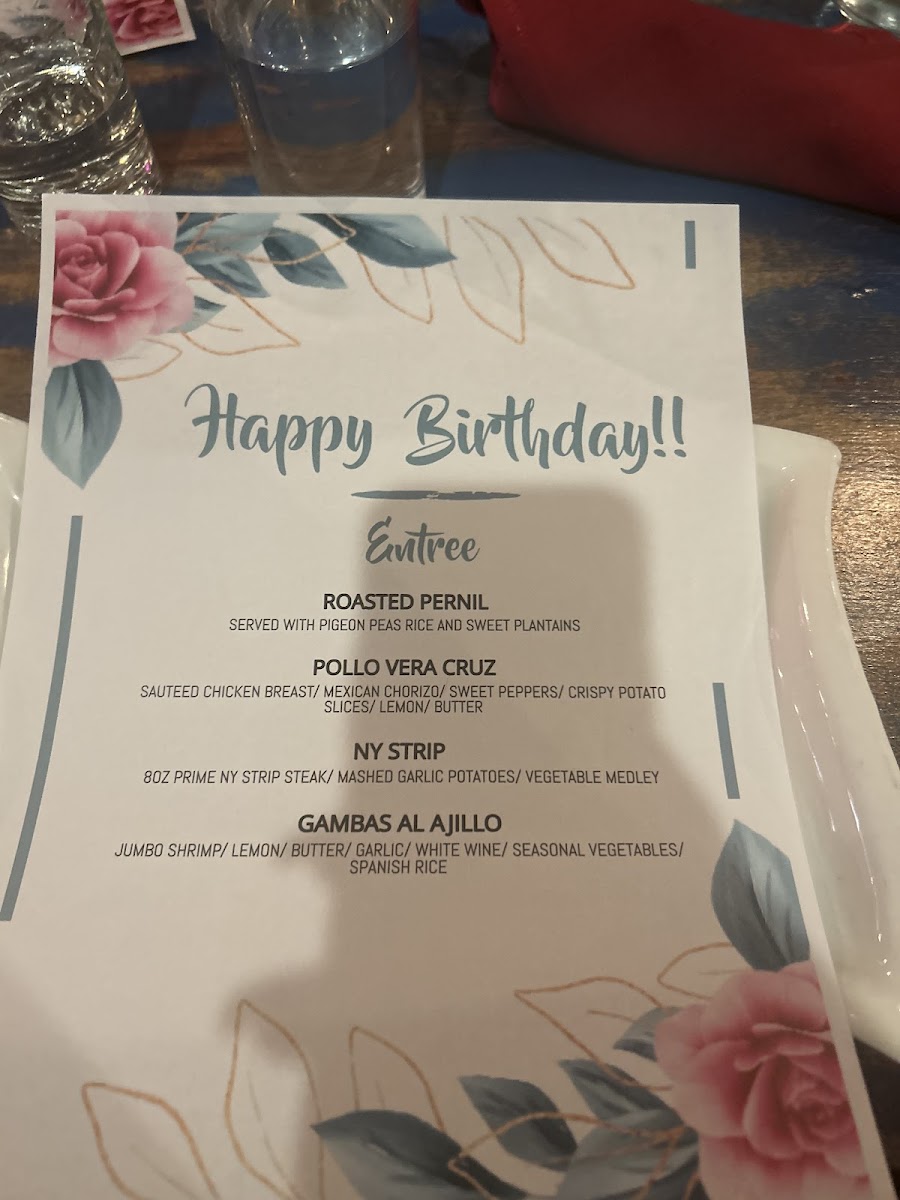 Happy Birthday!!
Entree
ROASTED PERNIL
SERVED WITH PIGEON PEAS RICE AND SWEET PLANTAINS
POLLO VERA CRUZ
SAUTEED CHICKEN BREAST/ MEXICAN CHORIZO/ SWEET PEPPERS/ CRISPY POTATO
SLICES/ LEMON/ BUTTER
NY STRIP
8OZ PRIME NY STRIP STEAK/ MASHED GARLIC POTATOES/ VEGETABLE MEDLEY
GAMBAS AL AJILLO
JUMBO SHRIMP/ LEMON/ BUTTER/ GARLIC/ WHITE WINE/ SEASONAL VEGETABLES/
SPANISH RICE